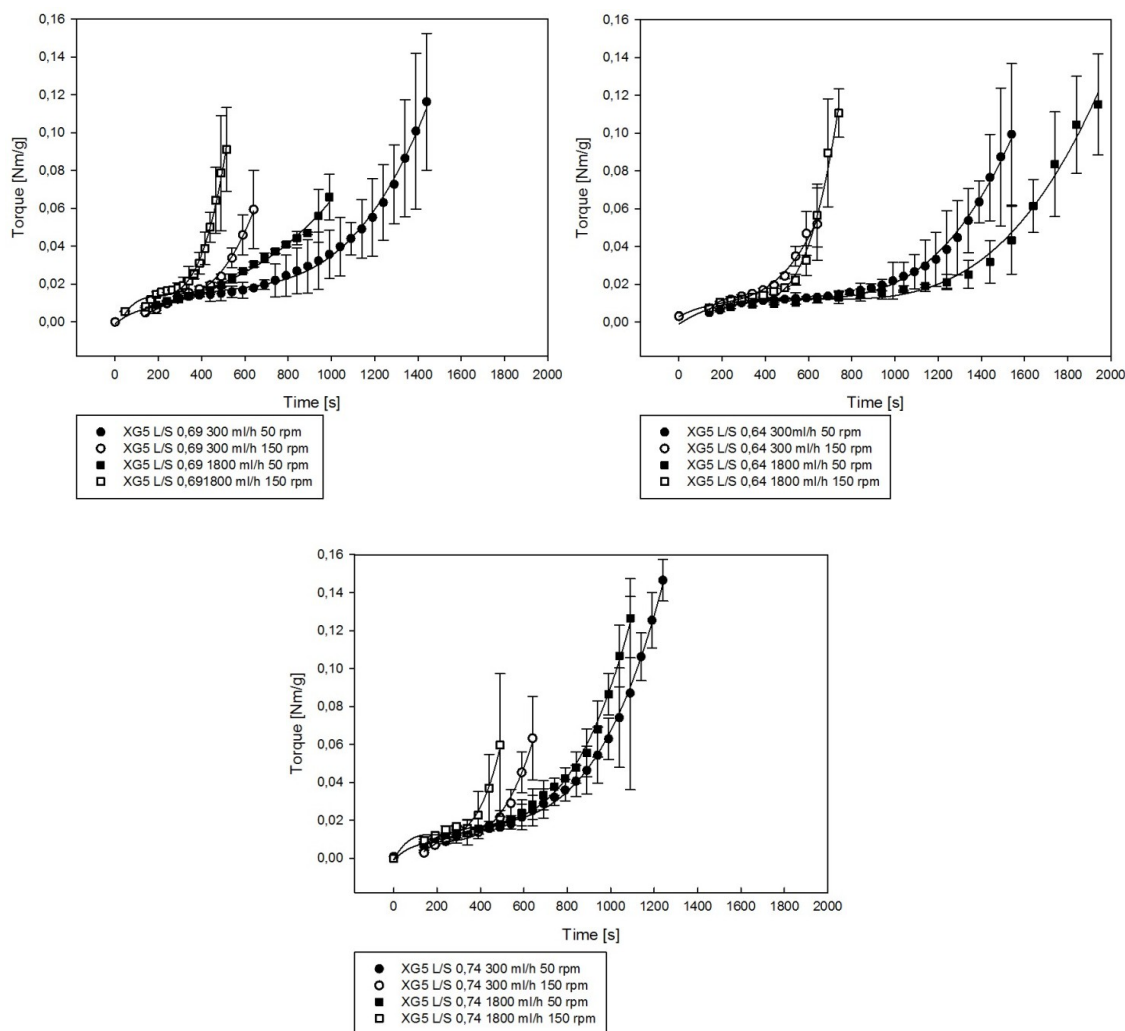 0,16
0,14
0,12
0,10
0,08
0,06
0,04
0,02
0,00
Torque [Nm/g]
0 200 400 600 800 1000 1200 1400 1600 1800 2000
Time [s]
XG5 L/S 0,69 300 ml/h 50 rpm
XG5 L/S 0,69 300 ml/h 150 rpm
XG5 L/S 0,69 1800 ml/h 50 rpm
XG5 L/S 0,691800 ml/h 150 rpm
0,16
0,14
0,12
0,10
0,08
0,06
0,04
0,02
0,00
Torque [Nm/g]
0 200 400 600 800 1000 1200 1400 1600 1800 2000
Time [s]
XG5 L/S 0,64 300ml/h 50 rpm
XG5 L/S 0,64 300 ml/h 150 rpm
XG5 L/S 0,64 1800 ml/h 50 rpm
XG5 L/S 0,64 1800 ml/h 150 rpm
0,16
0,14
0,12
0,10
0,08
0,06
0,04
0,02
0,00
Torque [Nm/g]
0 200 400 600 800 1000 1200 1400 1600 1800 2000
Time [s]
XG5 L/S 0,74 300 ml/h 50 rpm
XG5 L/S 0,74 300 ml/h 150 rpm
XG5 L/S 0,74 1800 ml/h 50 rpm
XG5 L/S 0,74 1800 ml/h 150 rpm